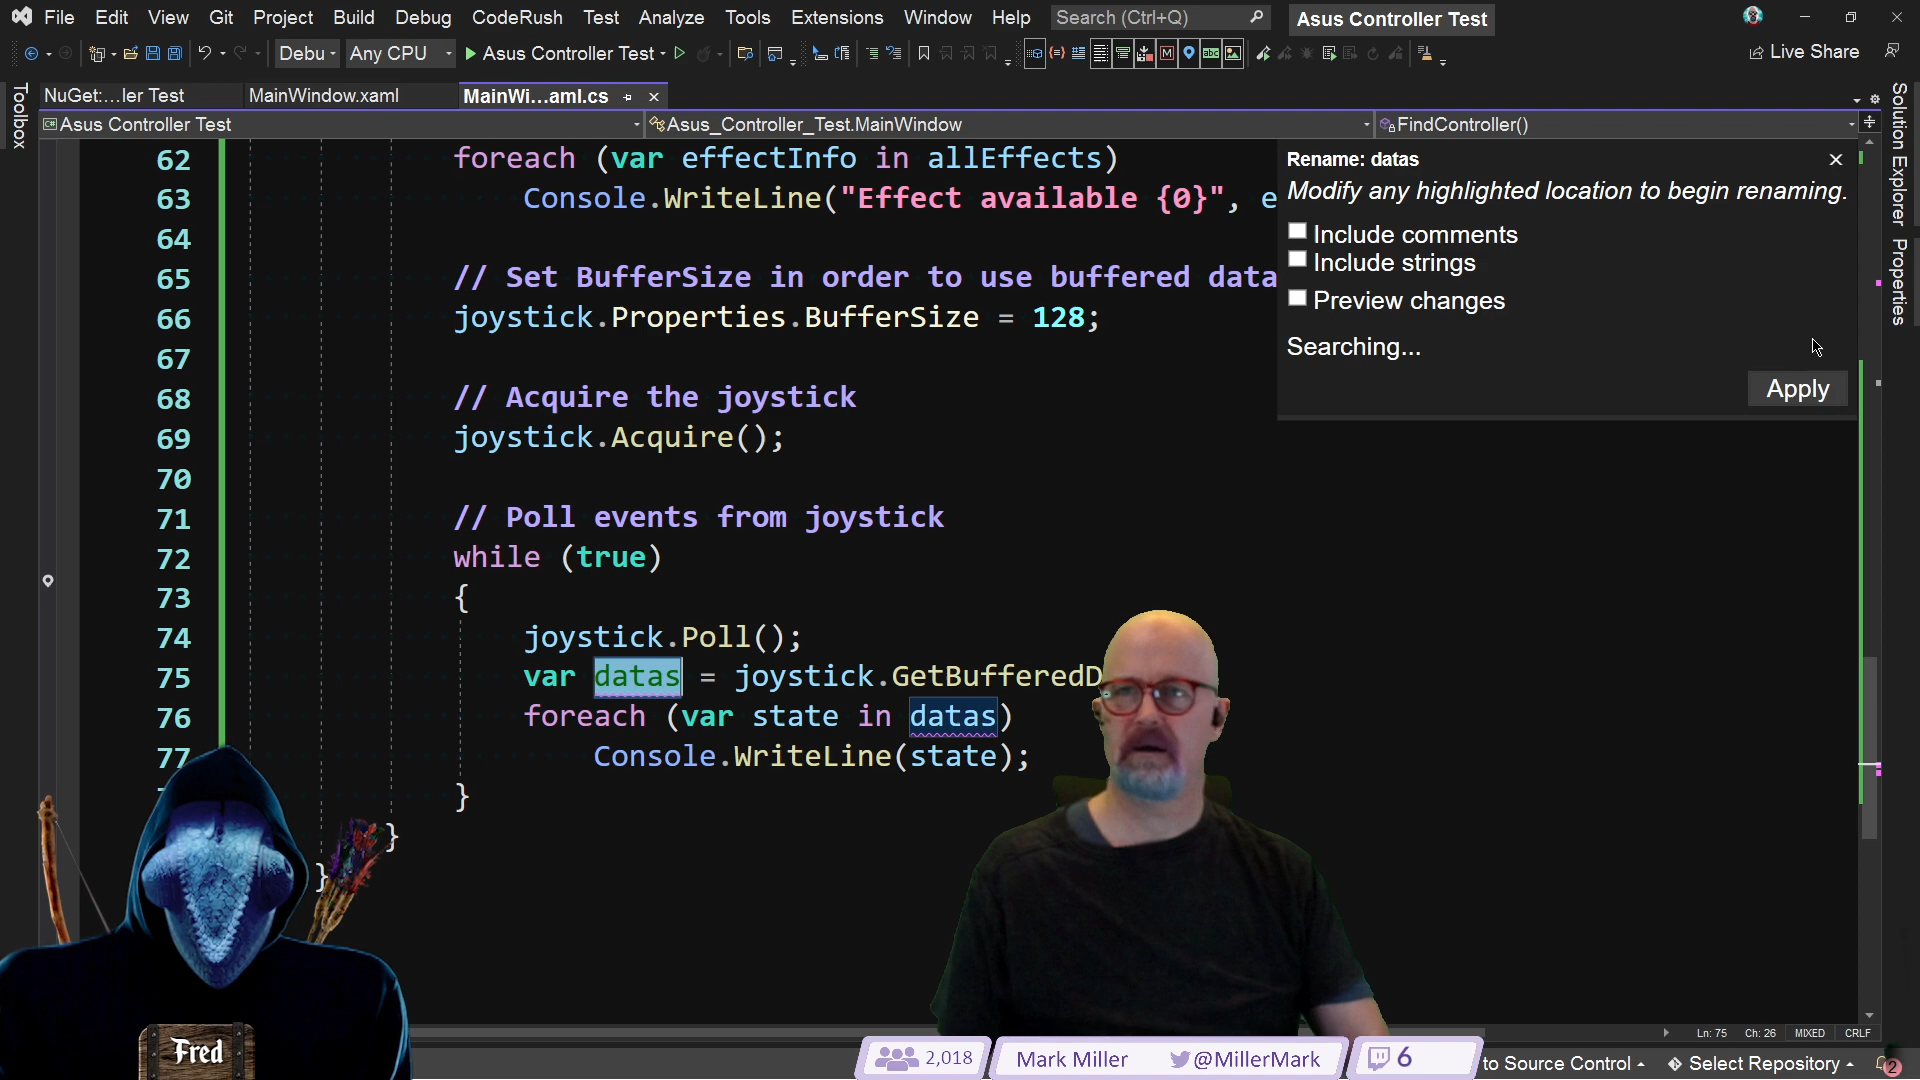 File Edit View Git Project Build Debug CodeRush Test Analyze Tools Extensions Window Help Search (Ctrl+Q) Asus Controller Test
Debu Any CPU Asus Controller Test Live Share
Toolbox
NuGet:...ler Test MainWindow.xaml MainWi...aml.cs
Asus Controller Test Asus_Controller_Test.MainWindow FindController()
62 foreach (var effectInfo in allEffects)
63 Console.WriteLine("Effect available {0}", e
64
65 // Set BufferSize in order to use buffered data
66 joystick.Properties.BufferSize = 128;
67
68 // Acquire the joystick
69 joystick.Acquire();
70
71 // Poll events from joystick
72 while (true)
73 {
74 joystick.Poll();
75 var datas = joystick.GetBufferedD
76 foreach (var state in datas)
77 Console.WriteLine(state);
}
}
}
Rename: datas
Modify any highlighted location to begin renaming.
Include comments
Include strings
Preview changes
Searching...
Apply
Solution Explorer
Properties
Fred
Ln: 75 Ch: 26 MIXED CRLF
2,018 Mark Miller @MillerMark 6
to Source Control Select Repository 2